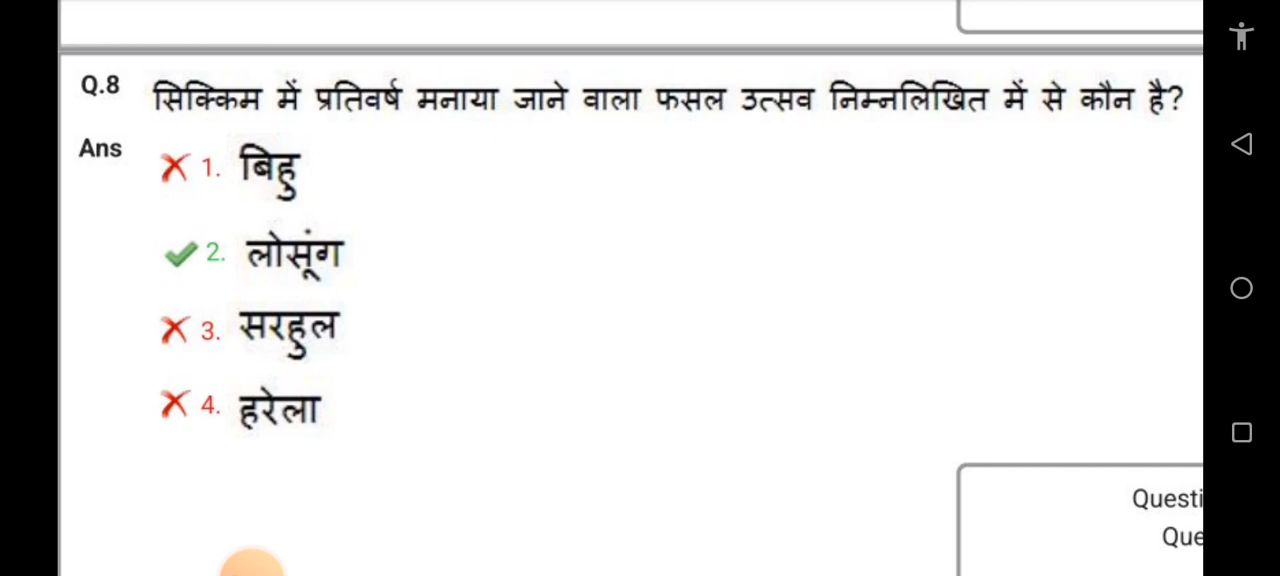 Q.8 सिक्किम में प्रतिवर्ष मनाया जाने वाला फसल उत्सव निम्नलिखित में से कौन है?
Ans
1. बिहु
2. लोसूंग
3. सरहुल
4. हरेला
Questi
Que